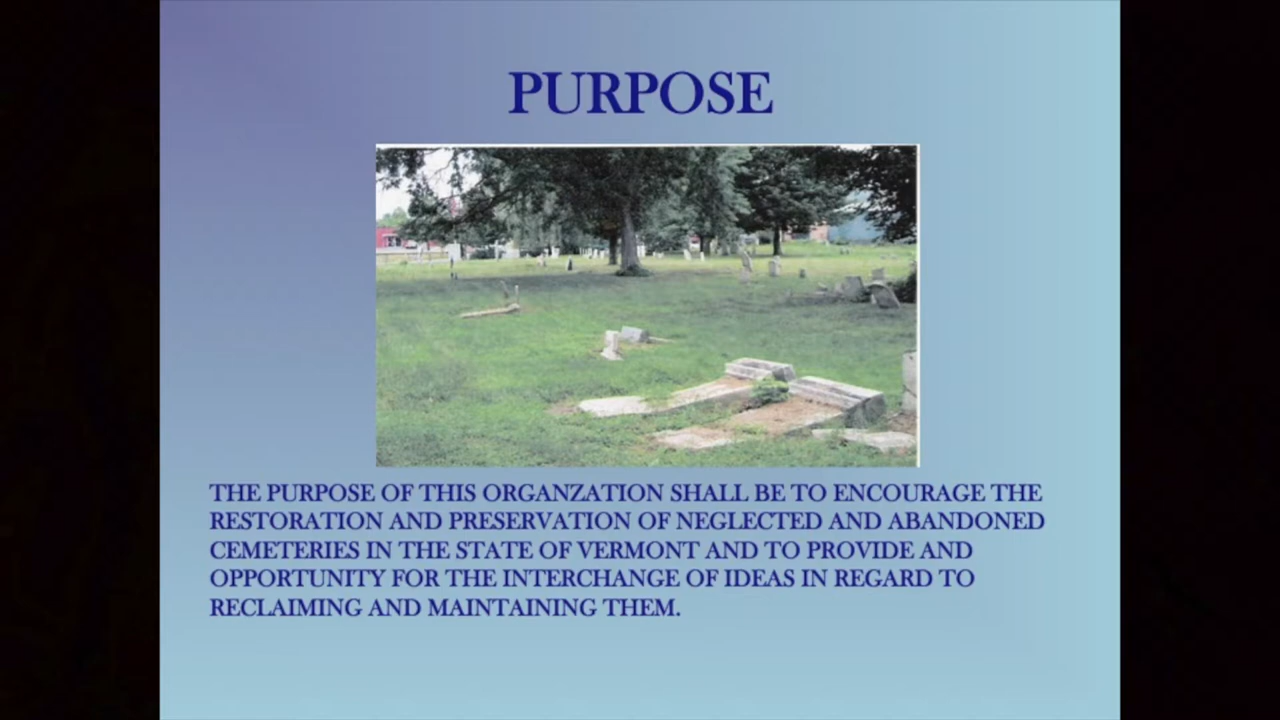 PURPOSE
THE PURPOSE OF THIS ORGANZATION SHALL BE TO ENCOURAGE THE
RESTORATION AND PRESERVATION OF NEGLECTED AND ABANDONED
CEMETERIES IN THE STATE OF VERMONT AND TO PROVIDE AND
OPPORTUNITY FOR THE INTERCHANGE OF IDEAS IN REGARD TO
RECLAIMING AND MAINTAINING THEM.